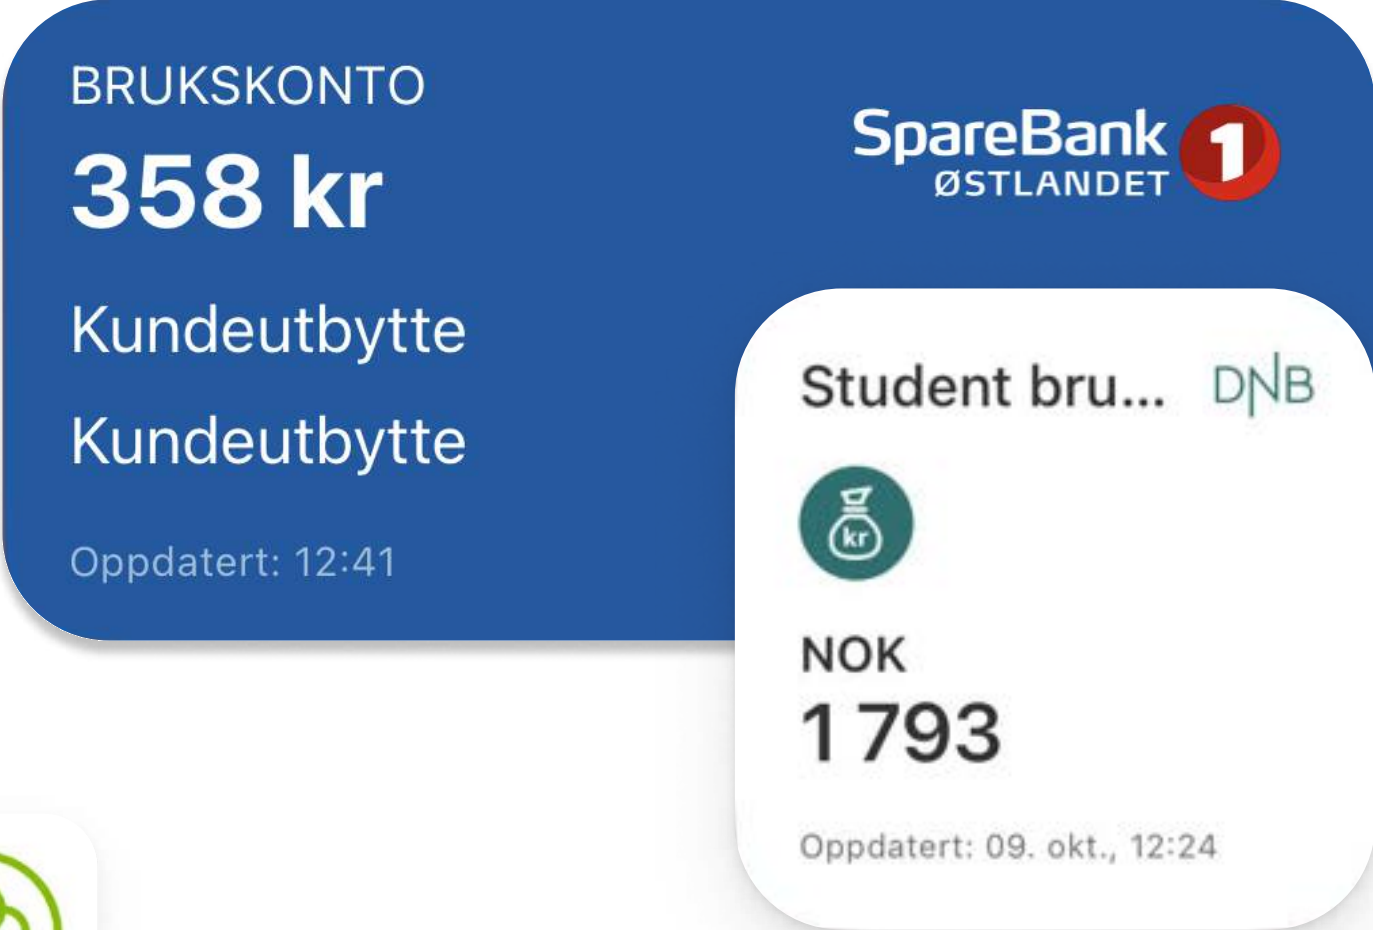 BRUKSKONTO
358 kr
Kundeutbytte
Kundeutbytte
Oppdatert: 12:41
SpareBank 1
ØSTLANDET
Student bru... DNB
kr
NOK
1 793
Oppdatert: 09. okt., 12:24